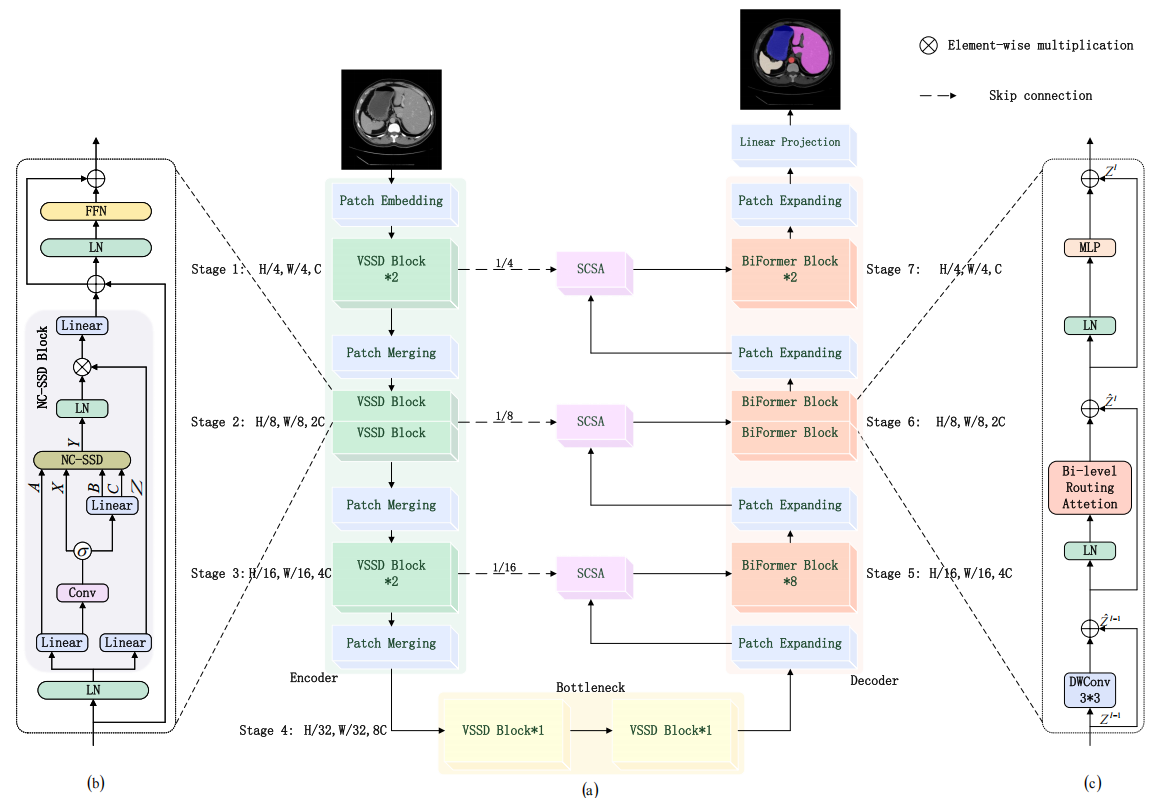 Element-wise multiplication
Skip connection
Linear Projection
Patch Embedding
Patch Expanding
Stage 1: H/4,W/4,C
VSSD Block
*2
1/4
SCSA
BiFormer Block
*2
Stage 7: H/4,W/4,C
Patch Merging
Patch Expanding
Stage 2: H/8,W/8,2C
VSSD Block
VSSD Block
1/8
SCSA
BiFormer Block
BiFormer Block
Stage 6: H/8,W/8,2C
Patch Merging
Patch Expanding
Stage 3: H/16,W/16,4C
VSSD Block
*2
1/16
SCSA
BiFormer Block
*8
Stage 5: H/16,W/16,4C
Patch Merging
Patch Expanding
Encoder
Decoder
Bottleneck
Stage 4: H/32,W/32,8C
VSSD Block*1
VSSD Block*1
(a)
FFN
LN
NC-SSD Block
Linear
LN
Y
NC-SSD
A X B C Z
Linear
σ
Conv
Linear
Linear
LN
(b)
Z^l
MLP
LN
Ẑ^l
Bi-level
Routing
Attetion
LN
Ẑ^{l-1}
DWConv
3*3
Z^{l-1}
(c)